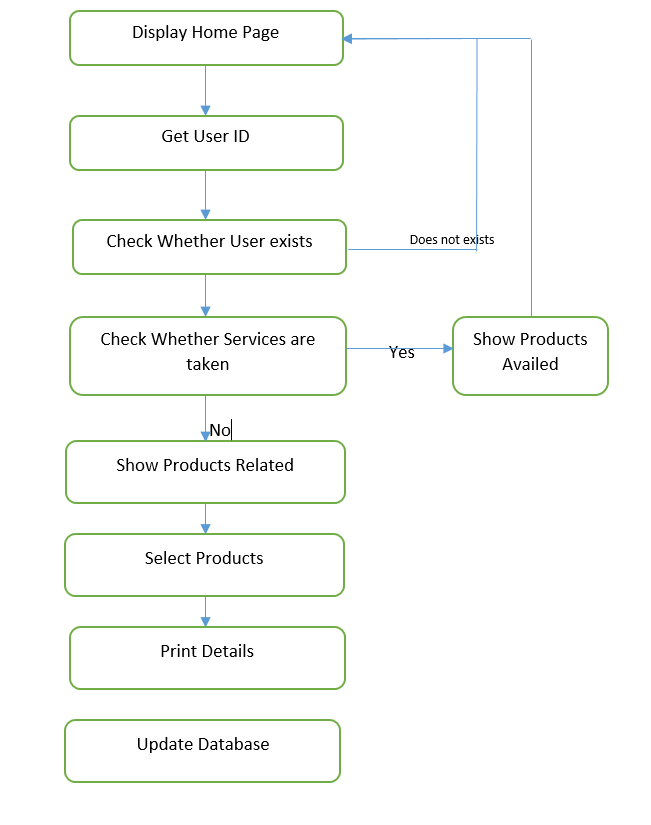 Display Home Page
Get User ID
Check Whether User exists
Does not exists
Check Whether Services are
taken
Yes
Show Products
Availed
No
Show Products Related
Select Products
Print Details
Update Database